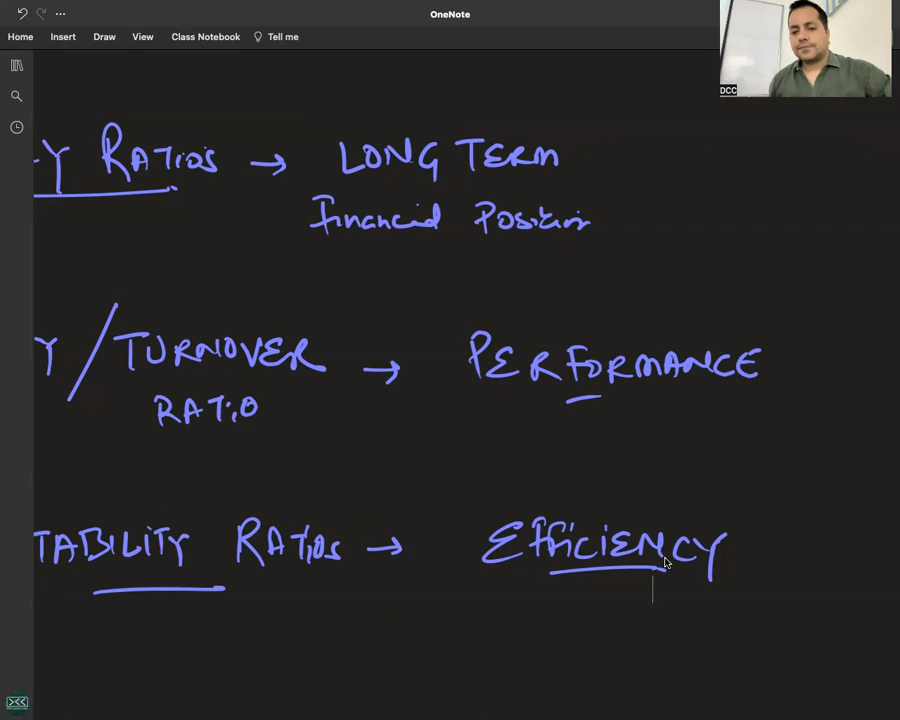 OneNote
Home Insert Draw View Class Notebook Tell me
DCC
-Y RATIOS → LONG TERM
Financial Position
Y / TURNOVER → PERFORMANCE
RATIO
TABILITY RATIOS → EfficiENCY
DCC